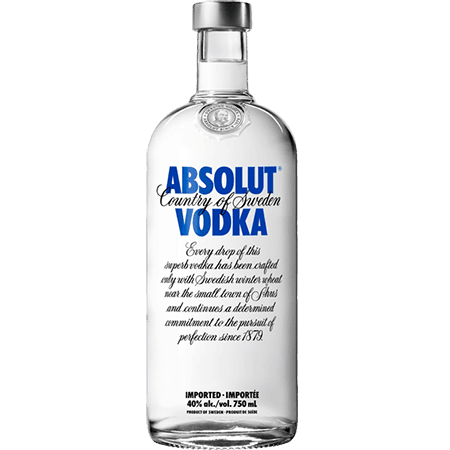 ABSOLUT®
Country of Sweden
VODKA
Every drop of this
superb vodka has been crafted
only with Swedish winter wheat
near the small town of Åhus
and continues a determined
commitment to the pursuit of
perfection since 1879.
IMPORTED - IMPORTÉE
40% alc./vol. 750 mL
PRODUCT OF SWEDEN - PRODUIT DE SUÈDE